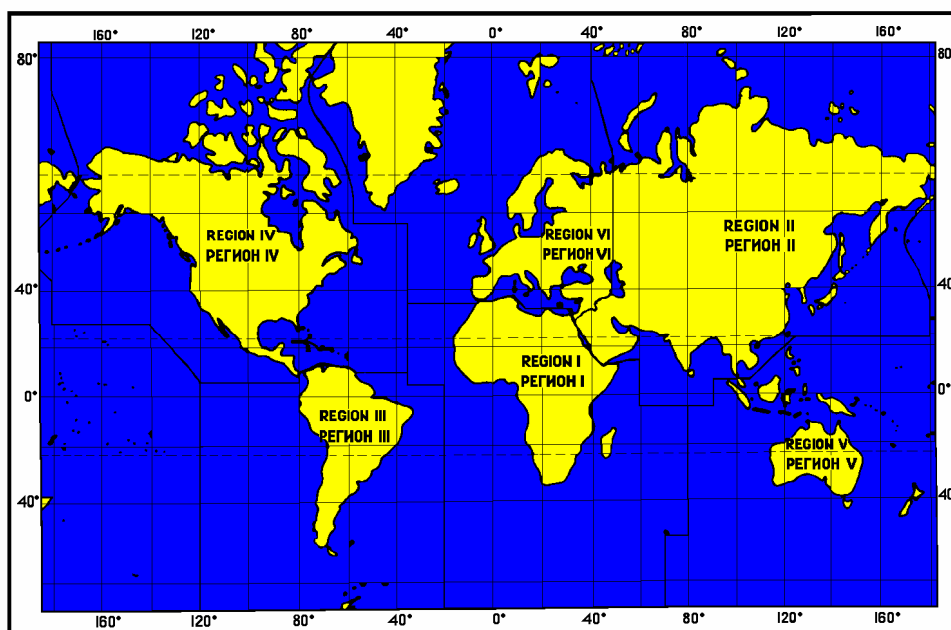 160° 120° 80° 40° 0° 40° 80° 120° 160°
80° 80
REGION IV
РЕГИОН IV
REGION VI
РЕГИОН VI
REGION II
РЕГИОН II
40° 40
REGION I
РЕГИОН I
0° 0°
REGION III
РЕГИОН III
REGION V
РЕГИОН V
40° 40
160° 120° 80° 40° 0° 40° 80° 120° 160°